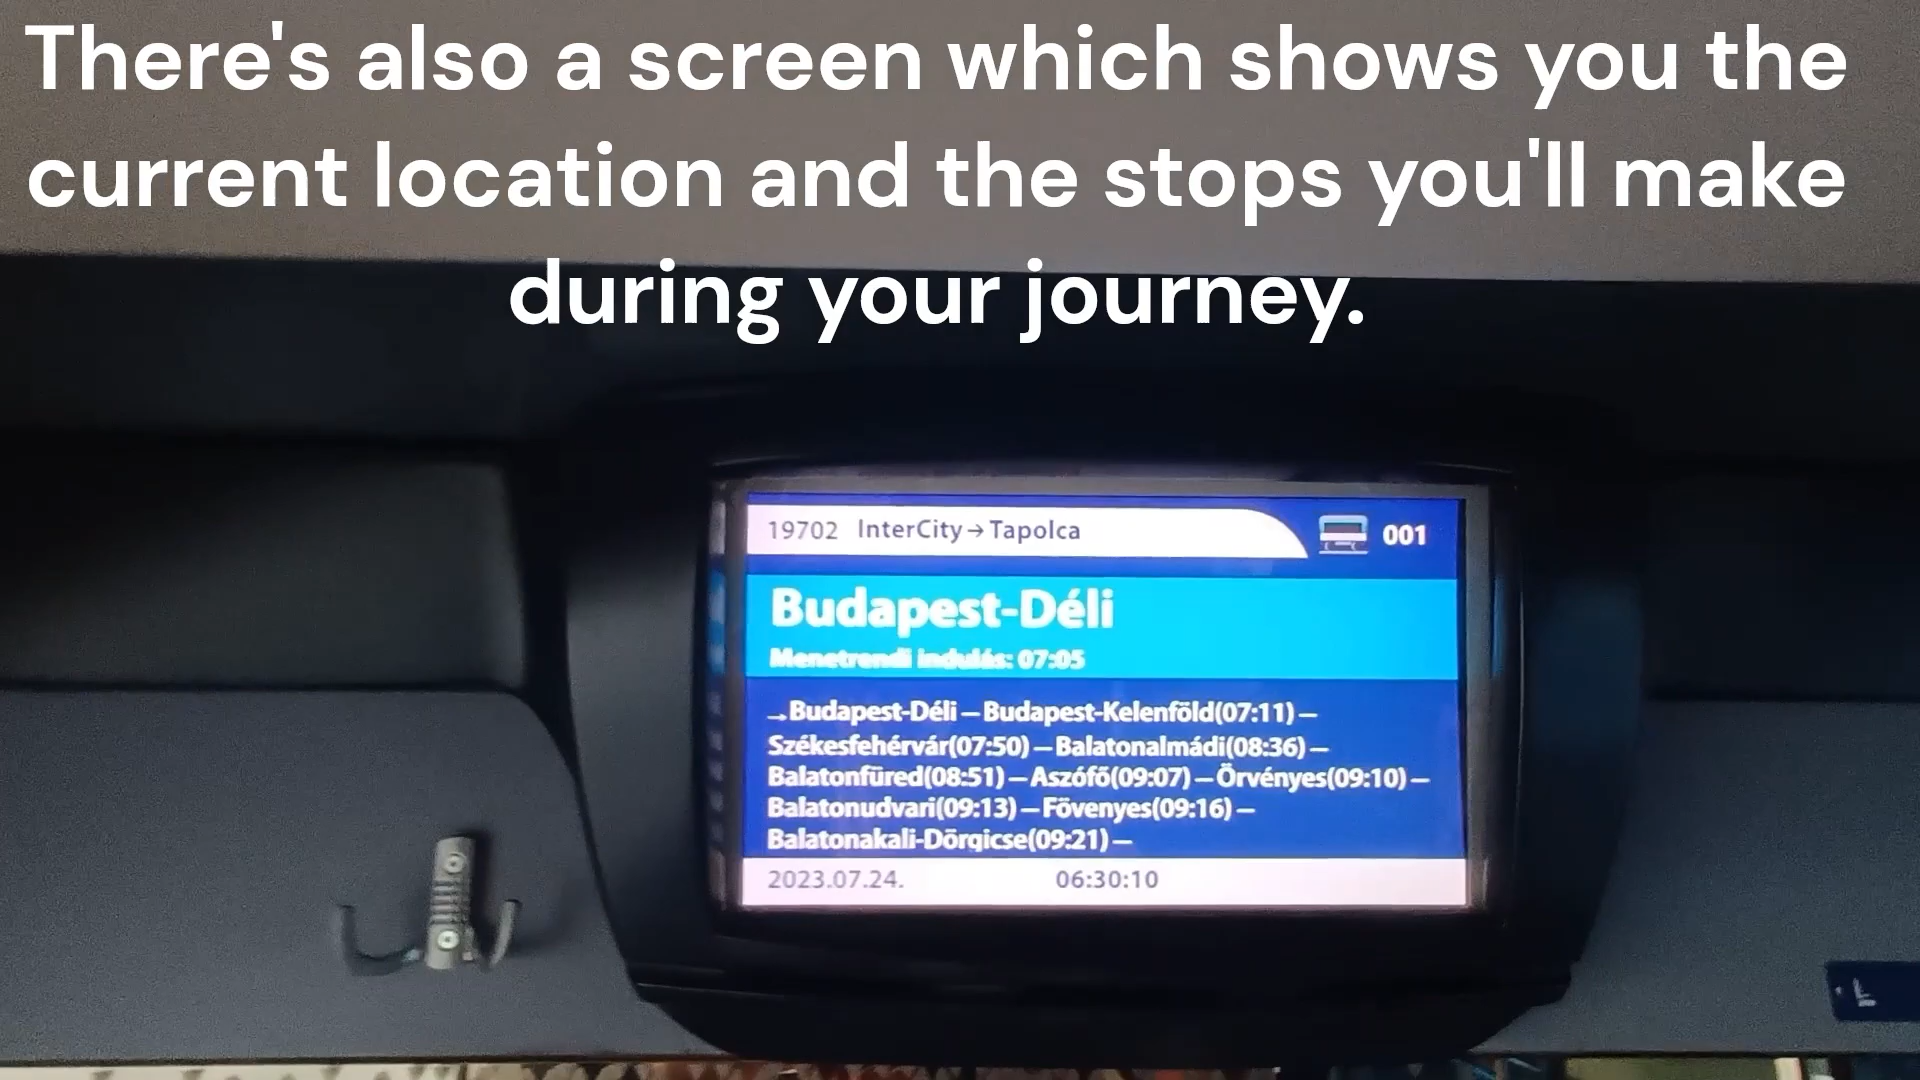 There's also a screen which shows you the
current location and the stops you'll make
during your journey.
19702 InterCity→Tapolca
001
Budapest-Déli
Menetrendi indulás: 07:05
→Budapest-Déli – Budapest-Kelenföld(07:11) –
Székesfehérvár(07:50) – Balatonalmádi(08:36) –
Balatonfüred(08:51) – Aszófő(09:07) – Örvényes(09:10) –
Balatonudvari(09:13) – Fövenyes(09:16) –
Balatonakali-Dörgicse(09:21) –
2023.07.24. 06:30:10